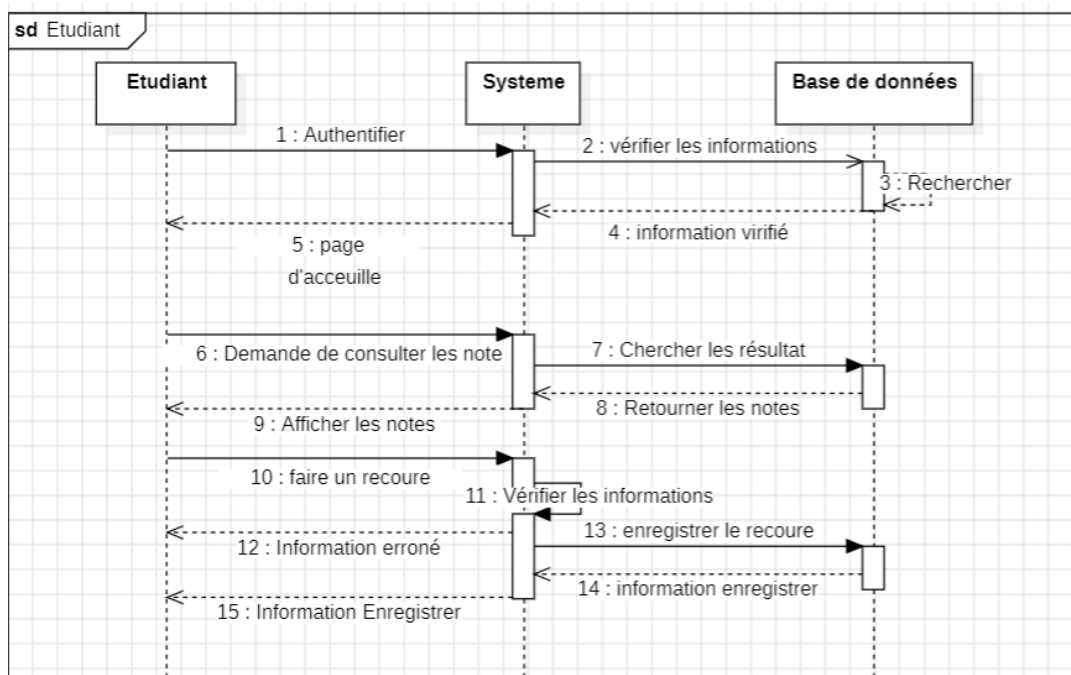 sd Etudiant
Etudiant
Systeme
Base de données
1 : Authentifier
2 : vérifier les informations
3 : Rechercher
4 : information virifié
5 : page
d'acceuille
6 : Demande de consulter les note
7 : Chercher les résultat
8 : Retourner les notes
9 : Afficher les notes
10 : faire un recoure
11 : Vérifier les informations
12 : Information erroné
13 : enregistrer le recoure
14 : information enregistrer
15 : Information Enregistrer